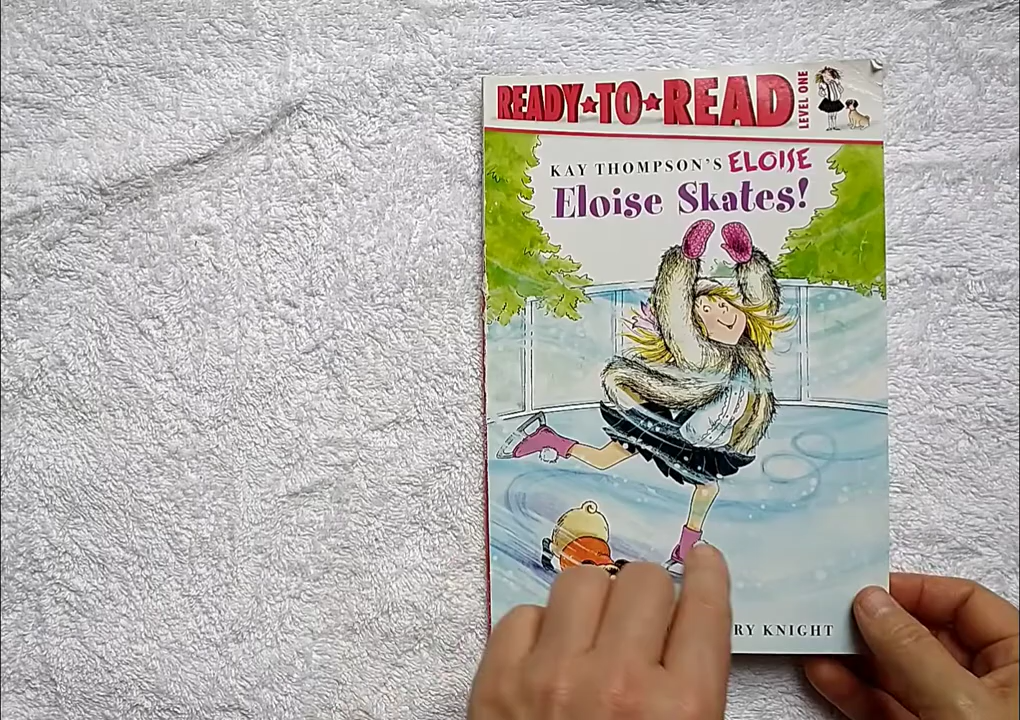 READY★TO★READ
LEVEL ONE
KAY THOMPSON'S ELOISE
Eloise Skates!
RY KNIGHT